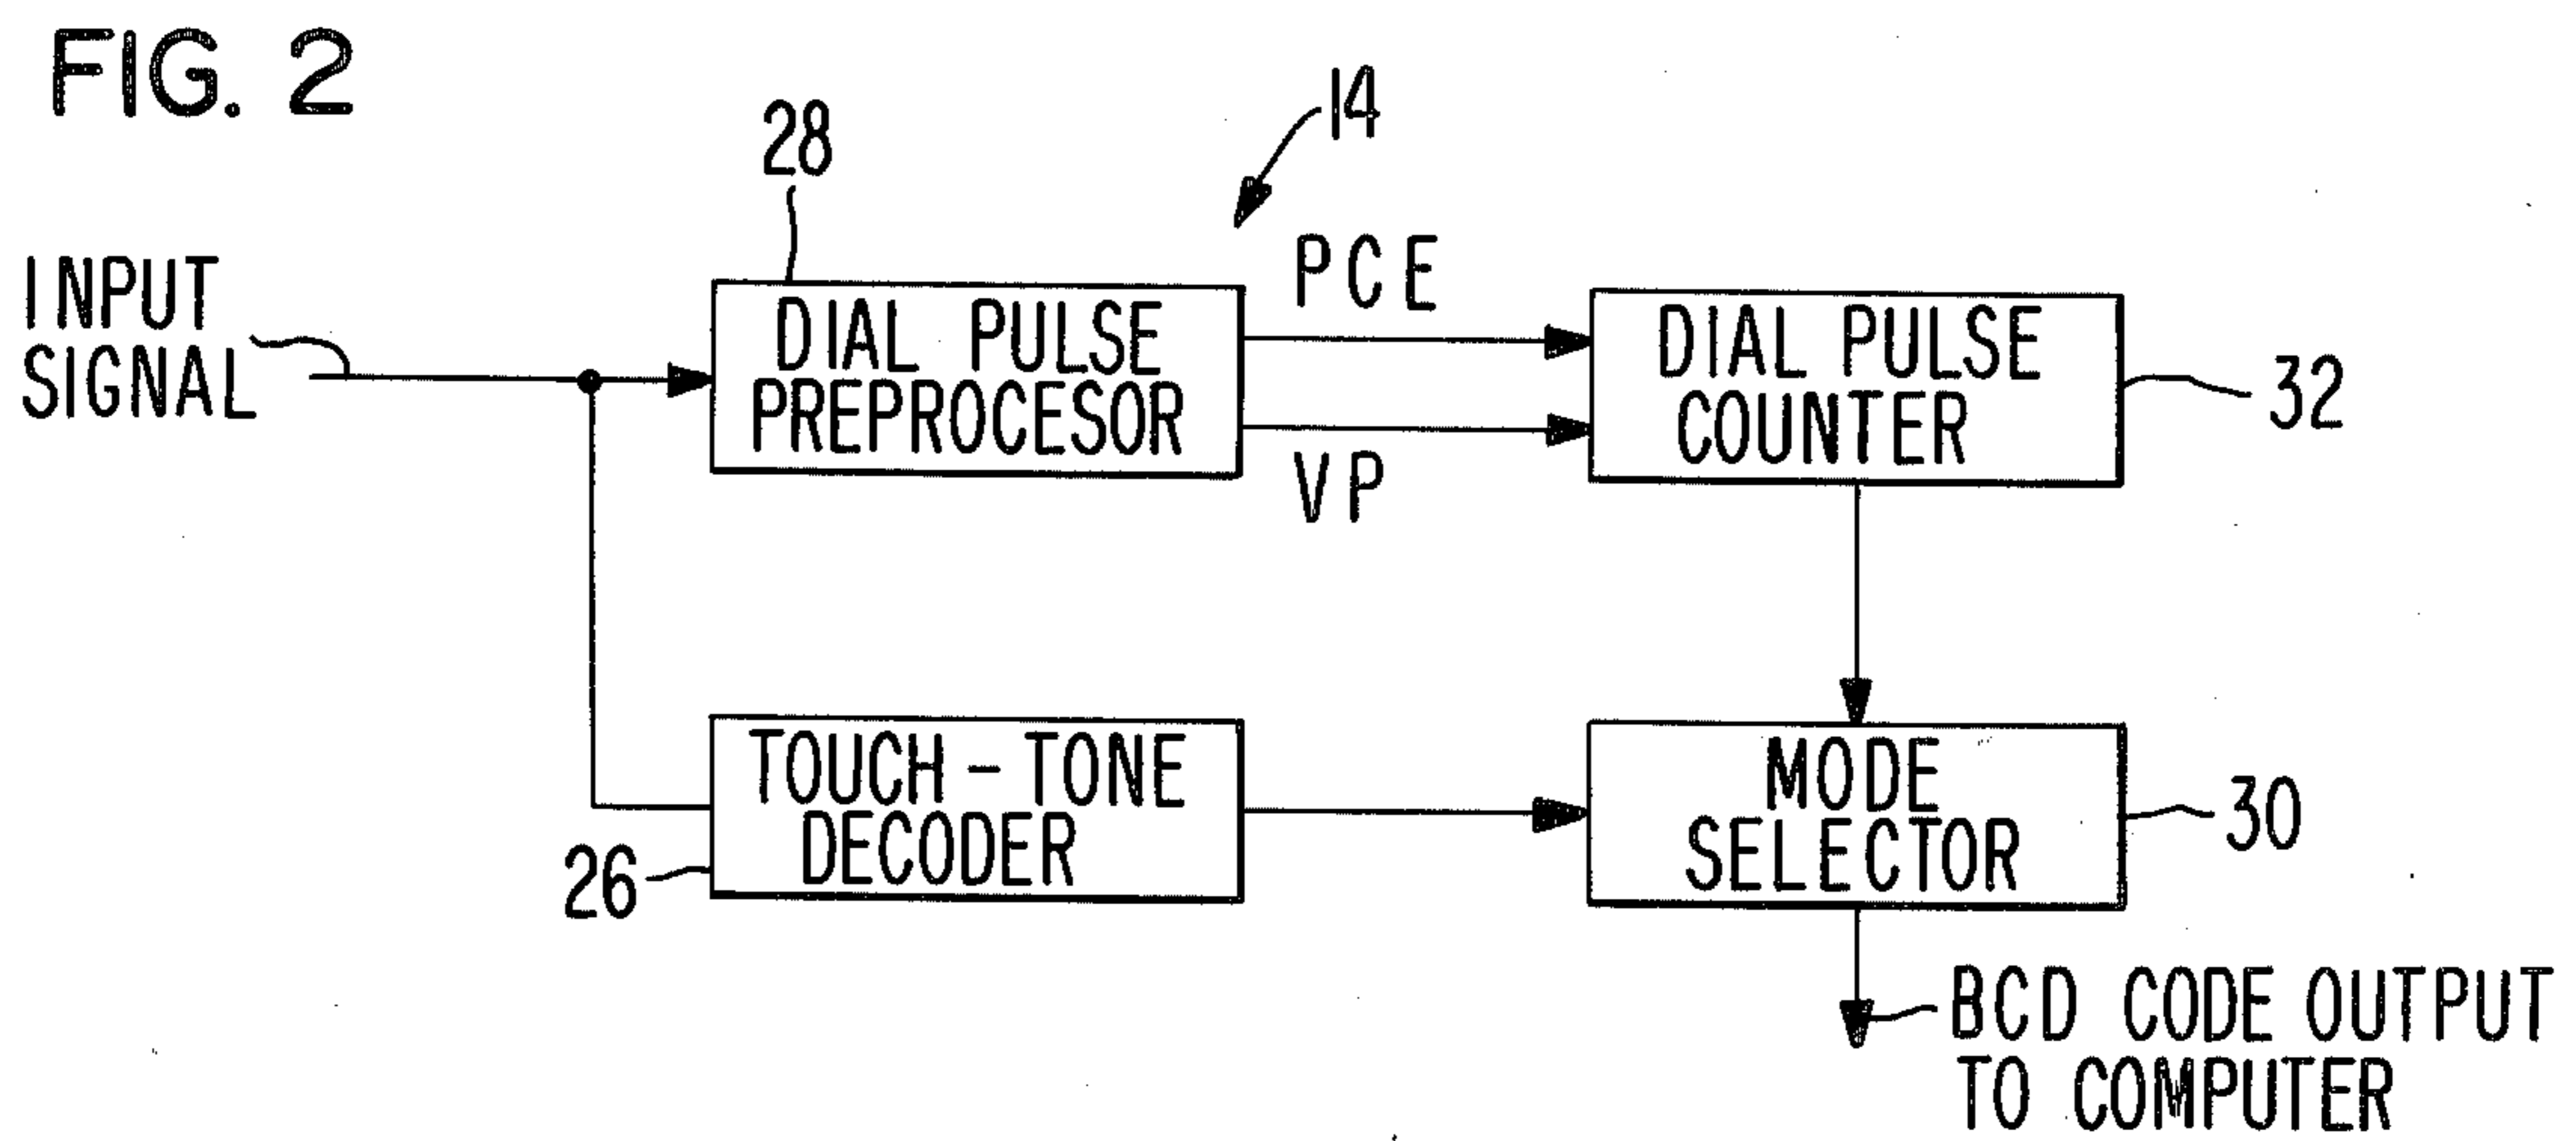 FIG. 2
14
28
INPUT
SIGNAL
DIAL PULSE
PREPROCESOR
PCE
VP
DIAL PULSE
COUNTER
32
TOUCH-TONE
DECODER
26
MODE
SELECTOR
30
BCD CODE OUTPUT
TO COMPUTER